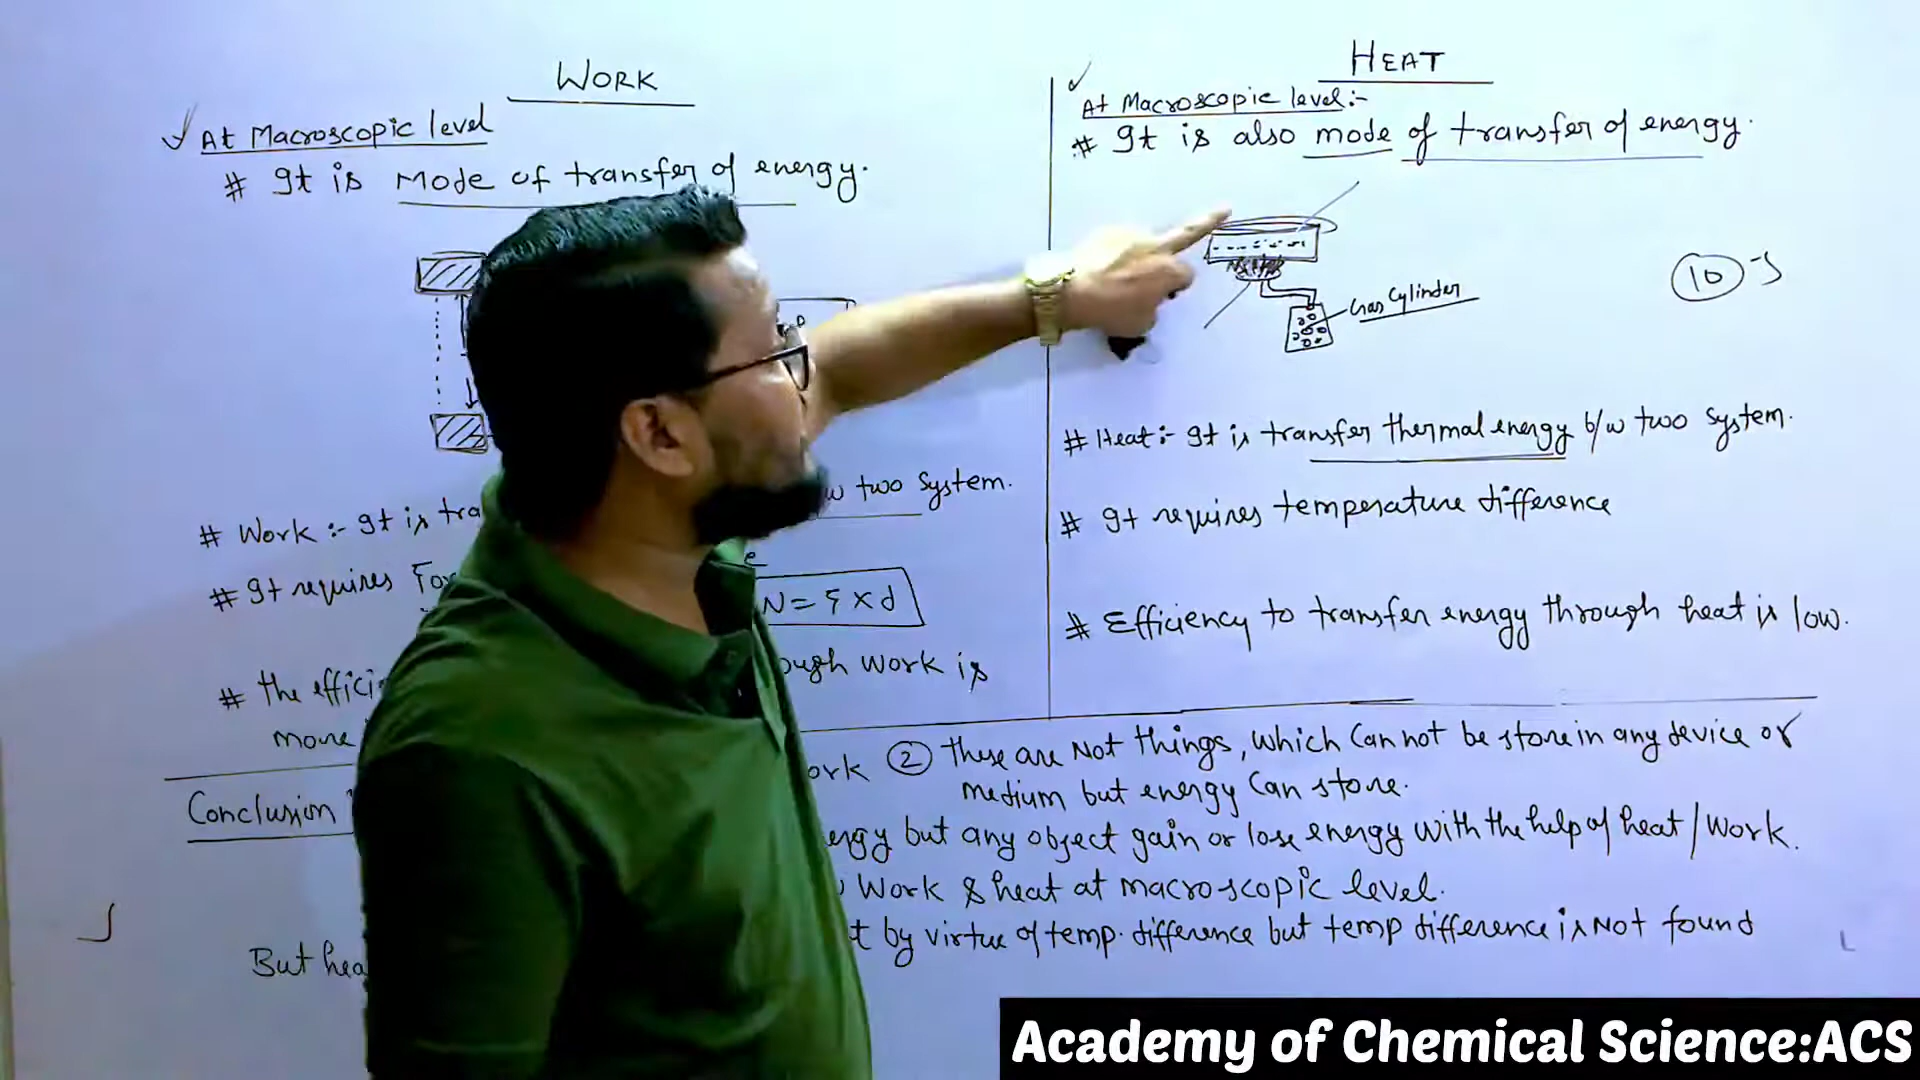 WORK
✓ At Macroscopic level
# It is Mode of transfer of energy.
# Work :- It is tra
w two System.
# It requires For
W = F x d
# the effici
ough work is
more
HEAT
✓ At Macroscopic level :-
# It is also mode of transfer of energy.
10 J
Gas Cylinder
# Heat :- It is transfer thermal energy b/w two system.
# It requires temperature difference
# Efficiency to transfer energy through heat is low.
Conclusion
ork ② these are Not things, which Can not be store in any device or
medium but energy Can store.
ergy but any object gain or lose energy with the help of heat / Work.
Work & heat at macroscopic level.
But hea
t by virtue of temp. difference but temp difference is Not found
Academy of Chemical Science:ACS